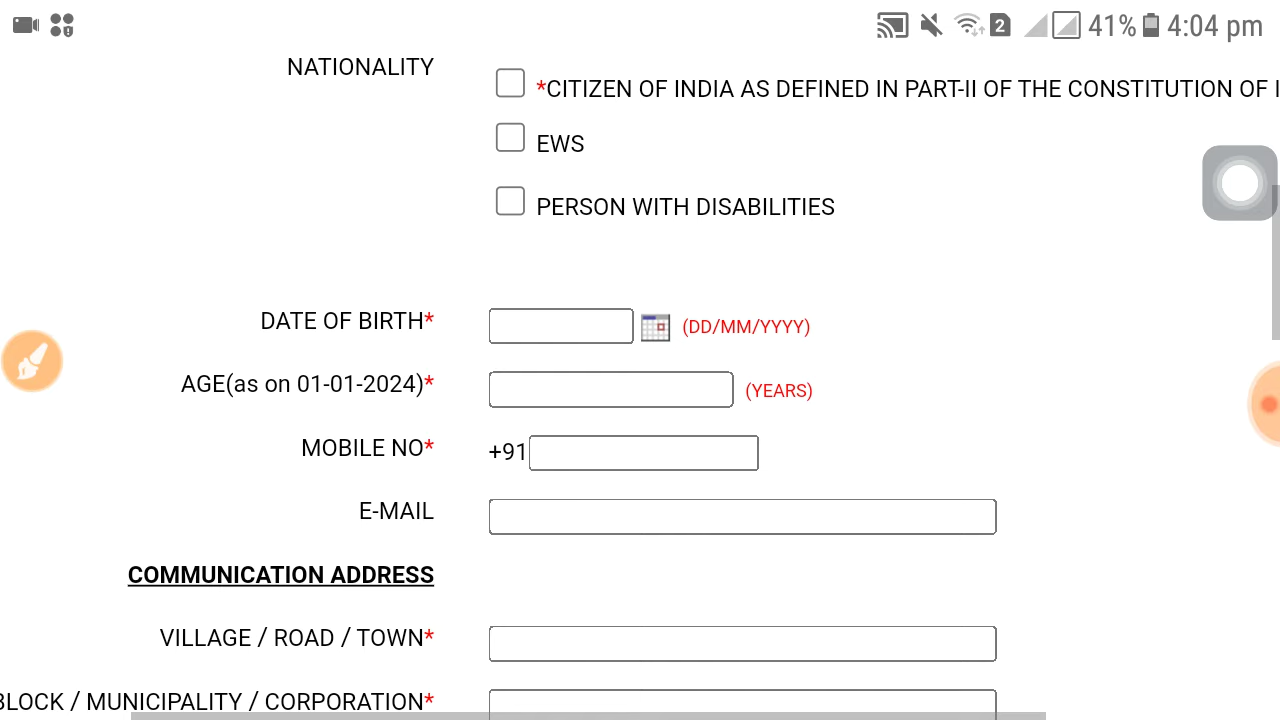 2 41% 4:04 pm
NATIONALITY
*CITIZEN OF INDIA AS DEFINED IN PART-II OF THE CONSTITUTION OF
EWS
PERSON WITH DISABILITIES
DATE OF BIRTH* (DD/MM/YYYY)
AGE(as on 01-01-2024)* (YEARS)
MOBILE NO* +91
E-MAIL
COMMUNICATION ADDRESS
VILLAGE / ROAD / TOWN*
BLOCK / MUNICIPALITY / CORPORATION*